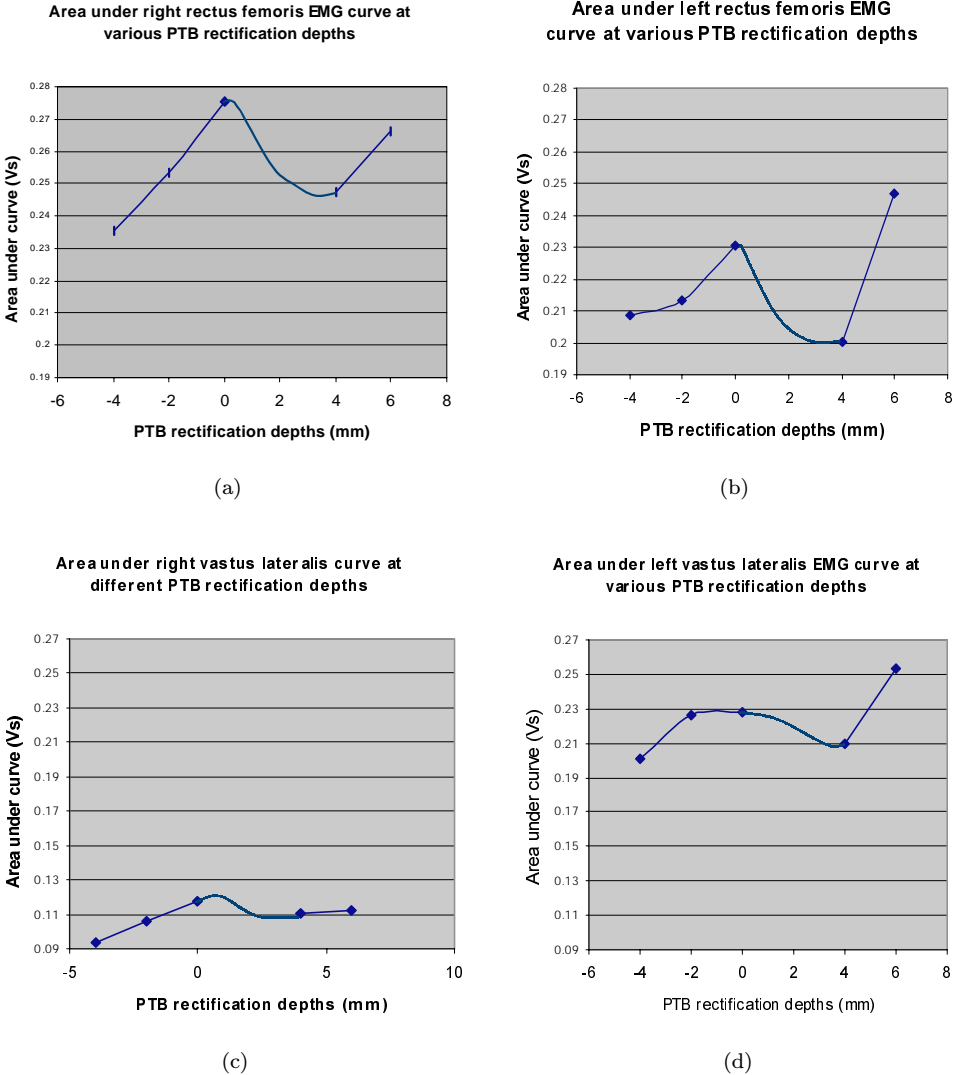 Area under right rectus femoris EMG curve at
various PTB rectification depths
0.28
0.27
0.26
0.25
0.24
0.23
0.22
0.21
0.2
0.19
-6 -4 -2 0 2 4 6 8
Area under curve (Vs)
PTB rectification depths (mm)
(a)
Area under left rectus femoris EMG
curve at various PTB rectification depths
0.28
0.27
0.26
0.25
0.24
0.23
0.22
0.21
0.2
0.19
-6 -4 -2 0 2 4 6 8
Area under curve (Vs)
PTB rectification depths (mm)
(b)
Area under right vastus lateralis curve at
different PTB rectification depths
0.27
0.25
0.23
0.21
0.19
0.17
0.15
0.13
0.11
0.09
-5 0 5 10
Area under curve (Vs)
PTB rectification depths (mm)
(c)
Area under left vastus lateralis EMG curve at
various PTB rectification depths
0.27
0.25
0.23
0.21
0.19
0.17
0.15
0.13
0.11
0.09
-6 -4 -2 0 2 4 6 8
Area under curve (Vs)
PTB rectification depths (mm)
(d)